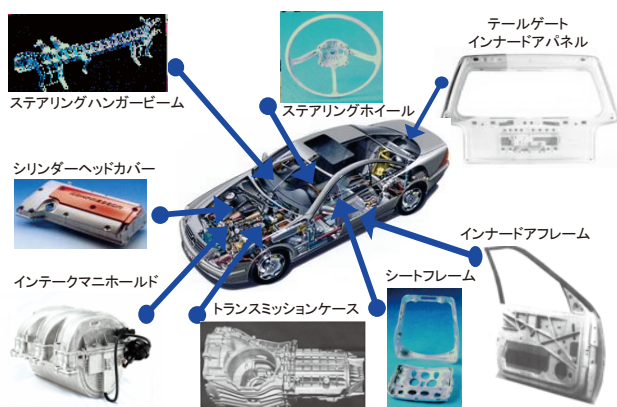 テールゲート
インナードアパネル
ステアリングハンガービーム
ステアリングホイール
シリンダーヘッドカバー
インナードアフレーム
インテークマニホールド
トランスミッションケース
シートフレーム